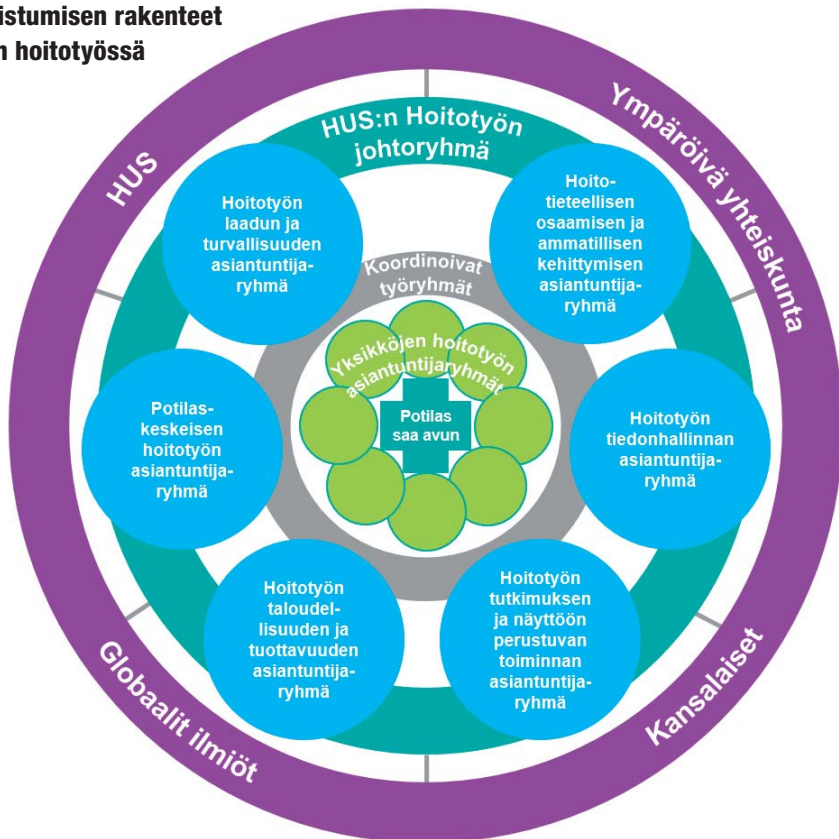 istumisen rakenteet
n hoitotyössä
HUS
Ympäröivä yhteiskunta
HUS:n Hoitotyön
johtoryhmä
Hoitotyön
laadun ja
turvallisuuden
asiantuntija-
ryhmä
Hoito-
tieteellisen
osaamisen ja
ammatillisen
kehittymisen
asiantuntija-
ryhmä
Koordinoivat
työryhmät
Yksikköjen hoitotyön
asiantuntijaryhmät
Potilas
saa avun
Potilas-
keskeisen
hoitotyön
asiantuntija-
ryhmä
Hoitotyön
tiedonhallinnan
asiantuntija-
ryhmä
Hoitotyön
taloudel-
lisuuden ja
tuottavuuden
asiantuntija-
ryhmä
Hoitotyön
tutkimuksen
ja näyttöön
perustuvan
toiminnan
asiantuntija-
ryhmä
Globaalit ilmiöt
Kansalaiset